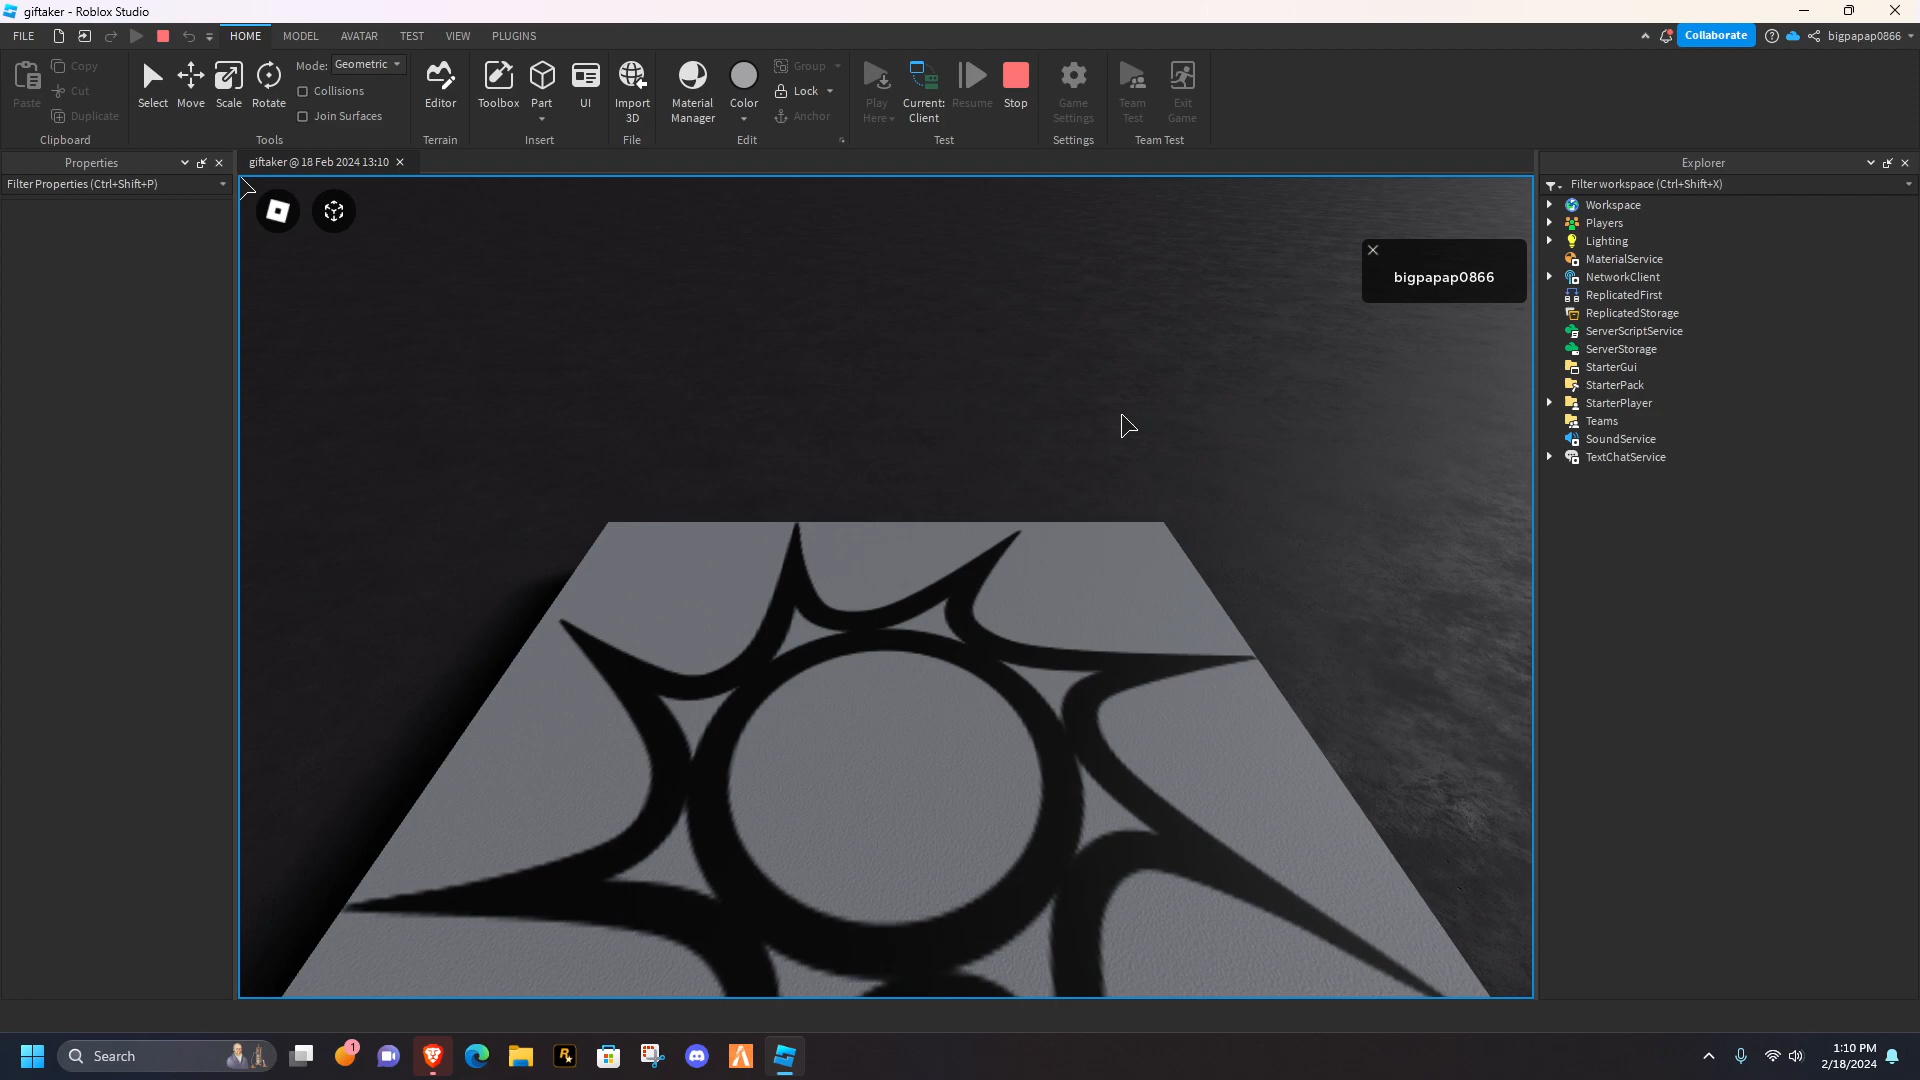 giftaker - Roblox Studio
FILE HOME MODEL AVATAR TEST VIEW PLUGINS Collaborate bigpapap0866
Paste Copy Cut Duplicate
Clipboard
Select Move Scale Rotate
Mode: Geometric
Collisions
Join Surfaces
Tools
Editor
Terrain
Toolbox Part UI
Insert
Import 3D
File
Material Manager Color Group Lock Anchor
Edit
Play Here Current: Client Resume Stop
Test
Game Settings
Settings
Team Test Exit Game
Team Test
Properties
Filter Properties (Ctrl+Shift+P)
giftaker @ 18 Feb 2024 13:10
bigpapap0866
Explorer
Filter workspace (Ctrl+Shift+X)
Workspace
Players
Lighting
MaterialService
NetworkClient
ReplicatedFirst
ReplicatedStorage
ServerScriptService
ServerStorage
StarterGui
StarterPack
StarterPlayer
Teams
SoundService
TextChatService
Search
1
1:10 PM
2/18/2024